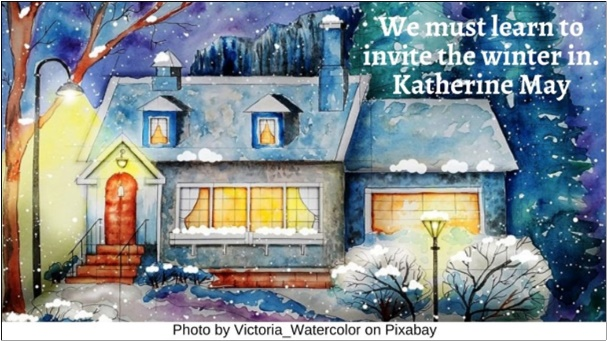 We must learn to
invite the winter in.
Katherine May
Photo by Victoria_Watercolor on Pixabay